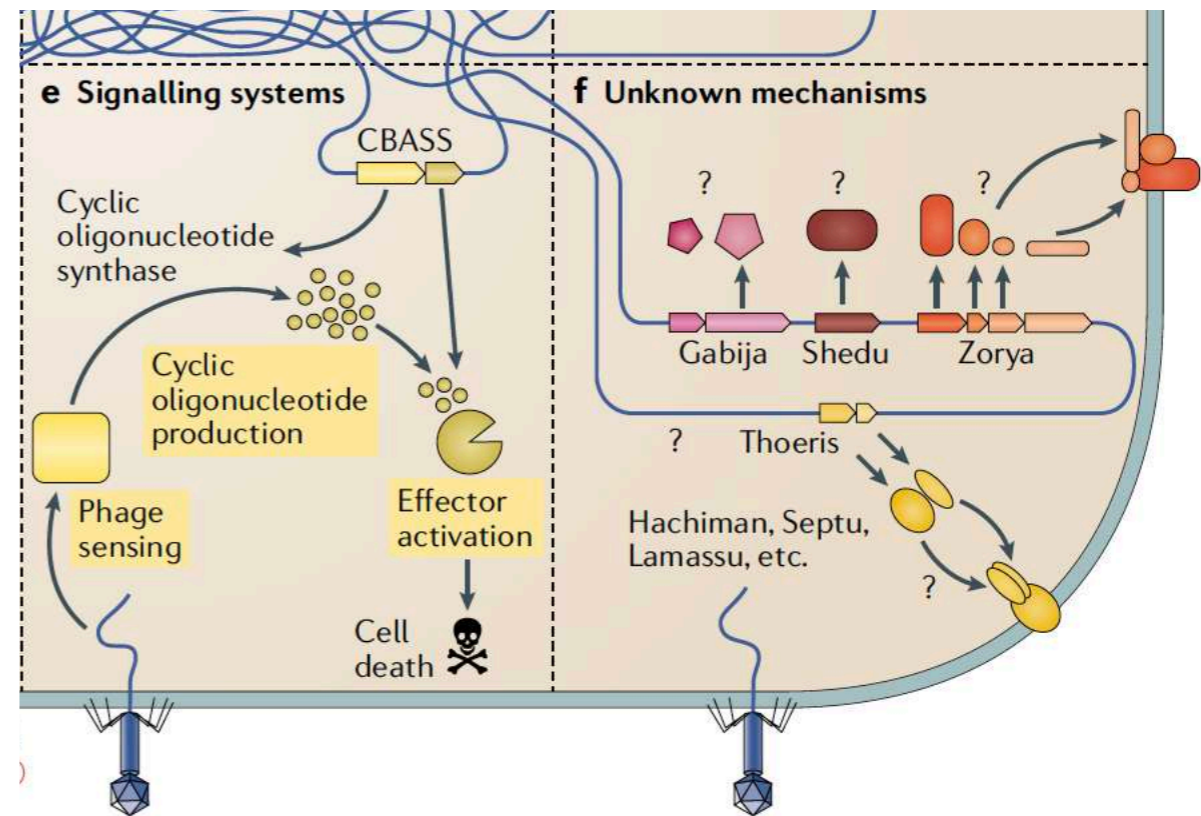 e Signalling systems
CBASS
Cyclic
oligonucleotide
synthase
Cyclic
oligonucleotide
production
Phage
sensing
Effector
activation
Cell
death
f Unknown mechanisms
?
?
?
Gabija
Shedu
Zorya
?
Thoeris
Hachiman, Septu,
Lamassu, etc.
?